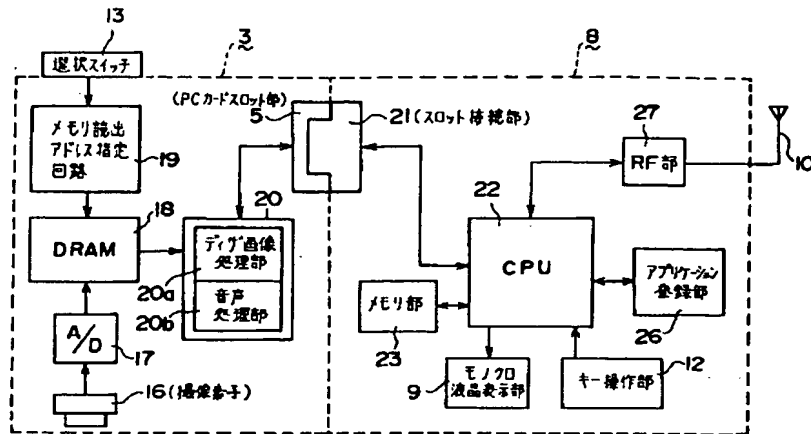 13
選択スイッチ
3
8
(PCカードスロット部)
5
21(スロット接続部)
27
RF部
10
メモリ読出
アドレス指定
回路
19
18
DRAM
20
ディザ画像
処理部
20a
音声
処理部
20b
22
CPU
メモリ部
23
アプリケーション
登録部
26
A/D
17
モノクロ
液晶表示部
9
キー操作部
12
16(撮像素子)